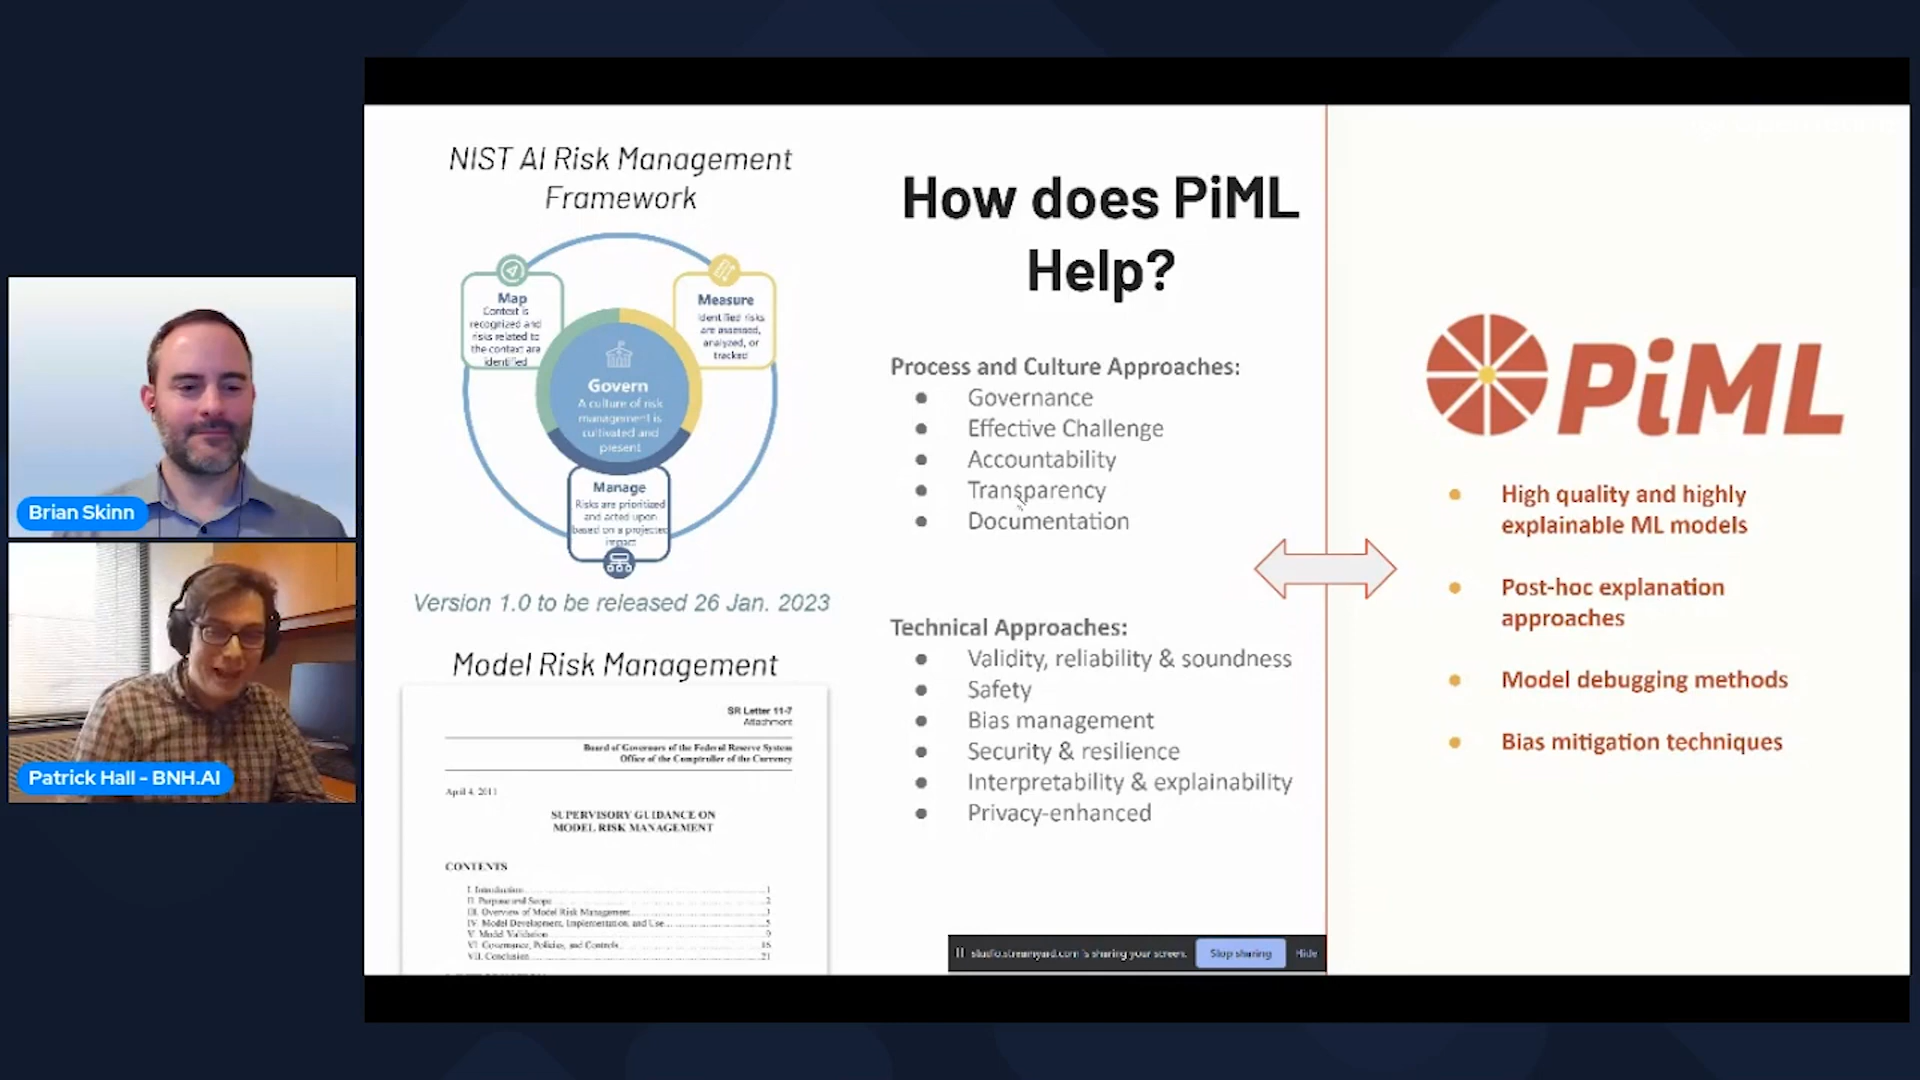 NIST AI Risk Management
Framework
Map
Context is
recognized and
risks related to
the context are
identified
Measure
Identified risks
are assessed,
analyzed, or
tracked
Govern
A culture of risk
management is
cultivated and
present
Manage
Risks are prioritized
and acted upon
based on a projected
impact
Version 1.0 to be released 26 Jan. 2023
Model Risk Management
SR Letter 11-7
Attachment
Board of Governors of the Federal Reserve System
Office of the Comptroller of the Currency
April 4, 2011
SUPERVISORY GUIDANCE ON
MODEL RISK MANAGEMENT
CONTENTS
I. Introduction 1
II. Purpose and Scope 2
III. Overview of Model Risk Management 3
IV. Model Development, Implementation, and Use 5
V. Model Validation 9
VI. Governance, Policies, and Controls 16
VII. Conclusion 21
How does PiML
Help?
Process and Culture Approaches:
● Governance
● Effective Challenge
● Accountability
● Transparency
● Documentation
Technical Approaches:
● Validity, reliability & soundness
● Safety
● Bias management
● Security & resilience
● Interpretability & explainability
● Privacy-enhanced
PiML
● High quality and highly
explainable ML models
● Post-hoc explanation
approaches
● Model debugging methods
● Bias mitigation techniques
studio.streamyard.com is sharing your screen.
Stop sharing
Hide
Brian Skinn
Patrick Hall - BNH.AI